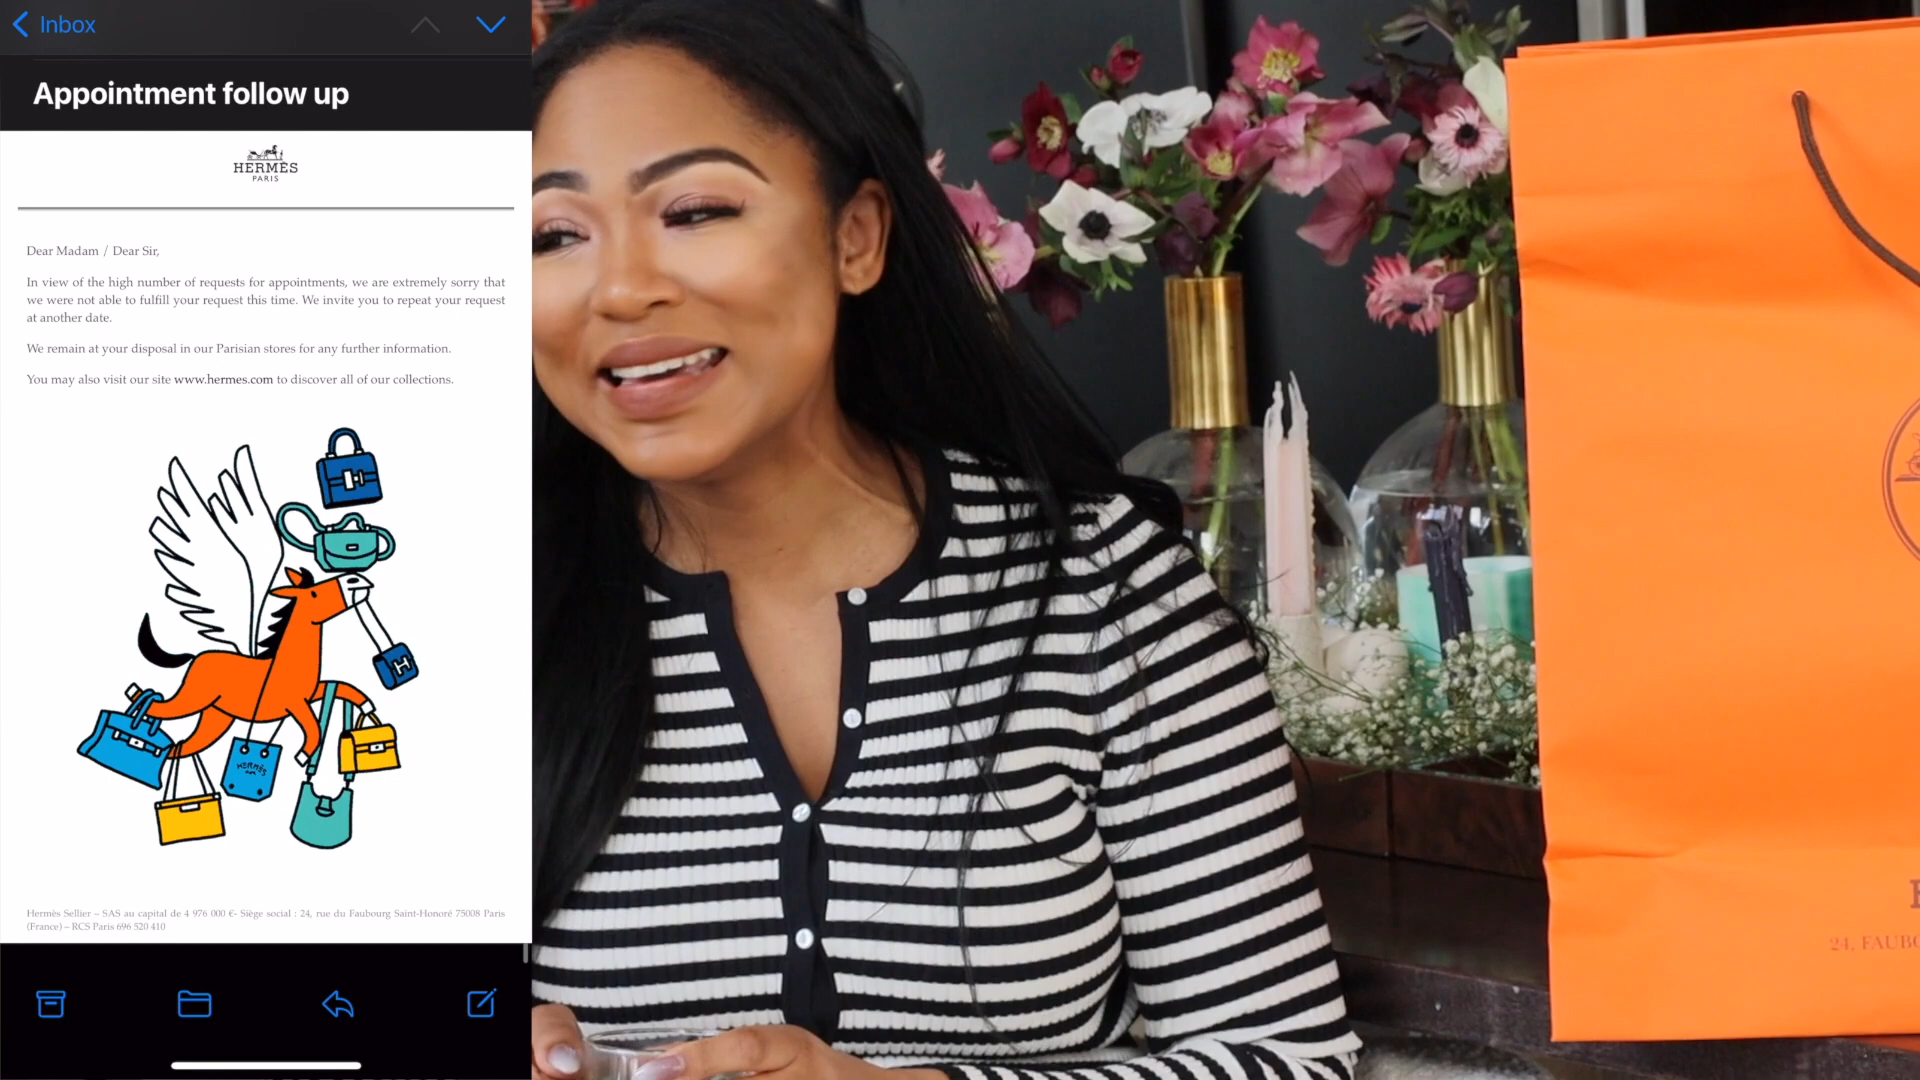 Inbox
Appointment follow up
HERMÈS
PARIS
Dear Madam / Dear Sir,
In view of the high number of requests for appointments, we are extremely sorry that
we were not able to fulfill your request this time. We invite you to repeat your request
at another date.
We remain at your disposal in our Parisian stores for any further information.
You may also visit our site www.hermes.com to discover all of our collections.
HERMÈS
Hermès Sellier – SAS au capital de 4 976 000 €- Siège social : 24, rue du Faubourg Saint-Honoré 75008 Paris
(France) – RCS Paris 696 520 410
24, FAUBO